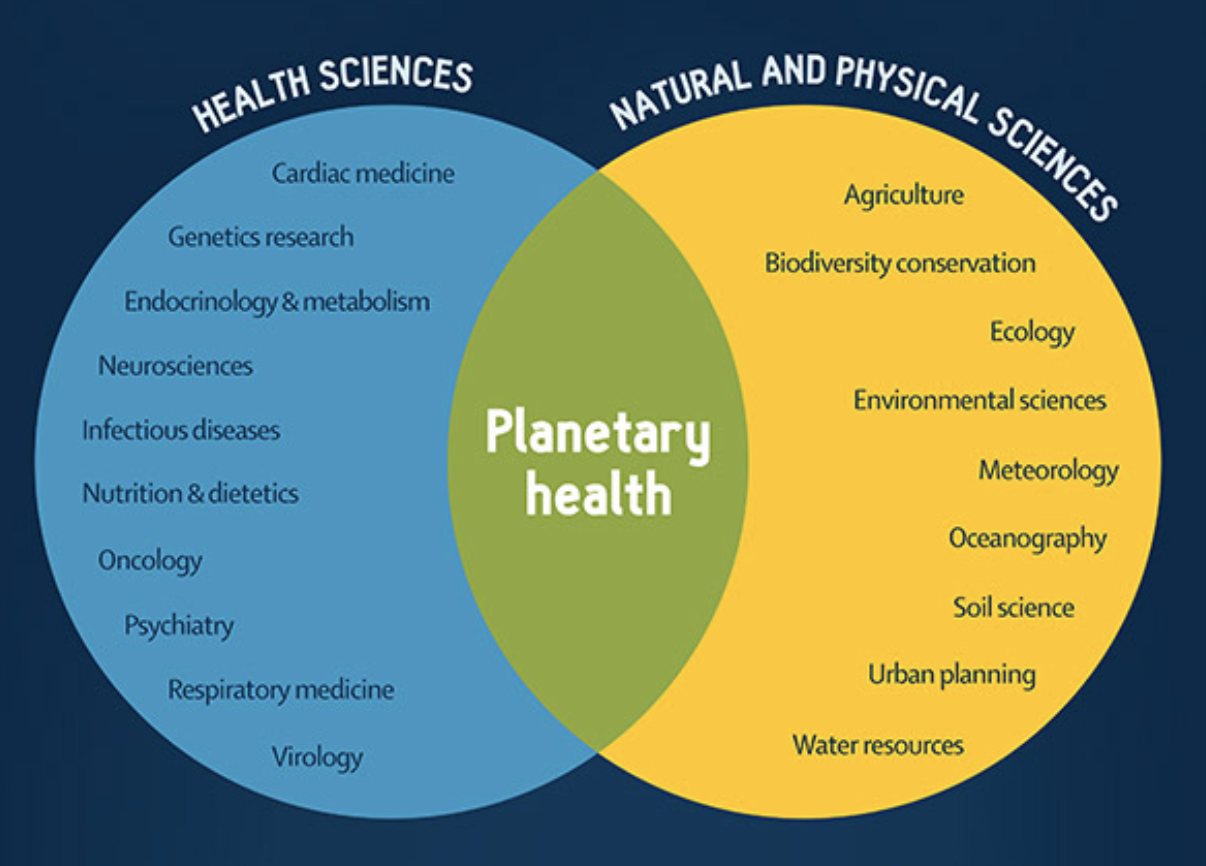 HEALTH SCIENCES
Cardiac medicine
Genetics research
Endocrinology & metabolism
Neurosciences
Infectious diseases
Nutrition & dietetics
Oncology
Psychiatry
Respiratory medicine
Virology
Planetary
health
NATURAL AND PHYSICAL SCIENCES
Agriculture
Biodiversity conservation
Ecology
Environmental sciences
Meteorology
Oceanography
Soil science
Urban planning
Water resources